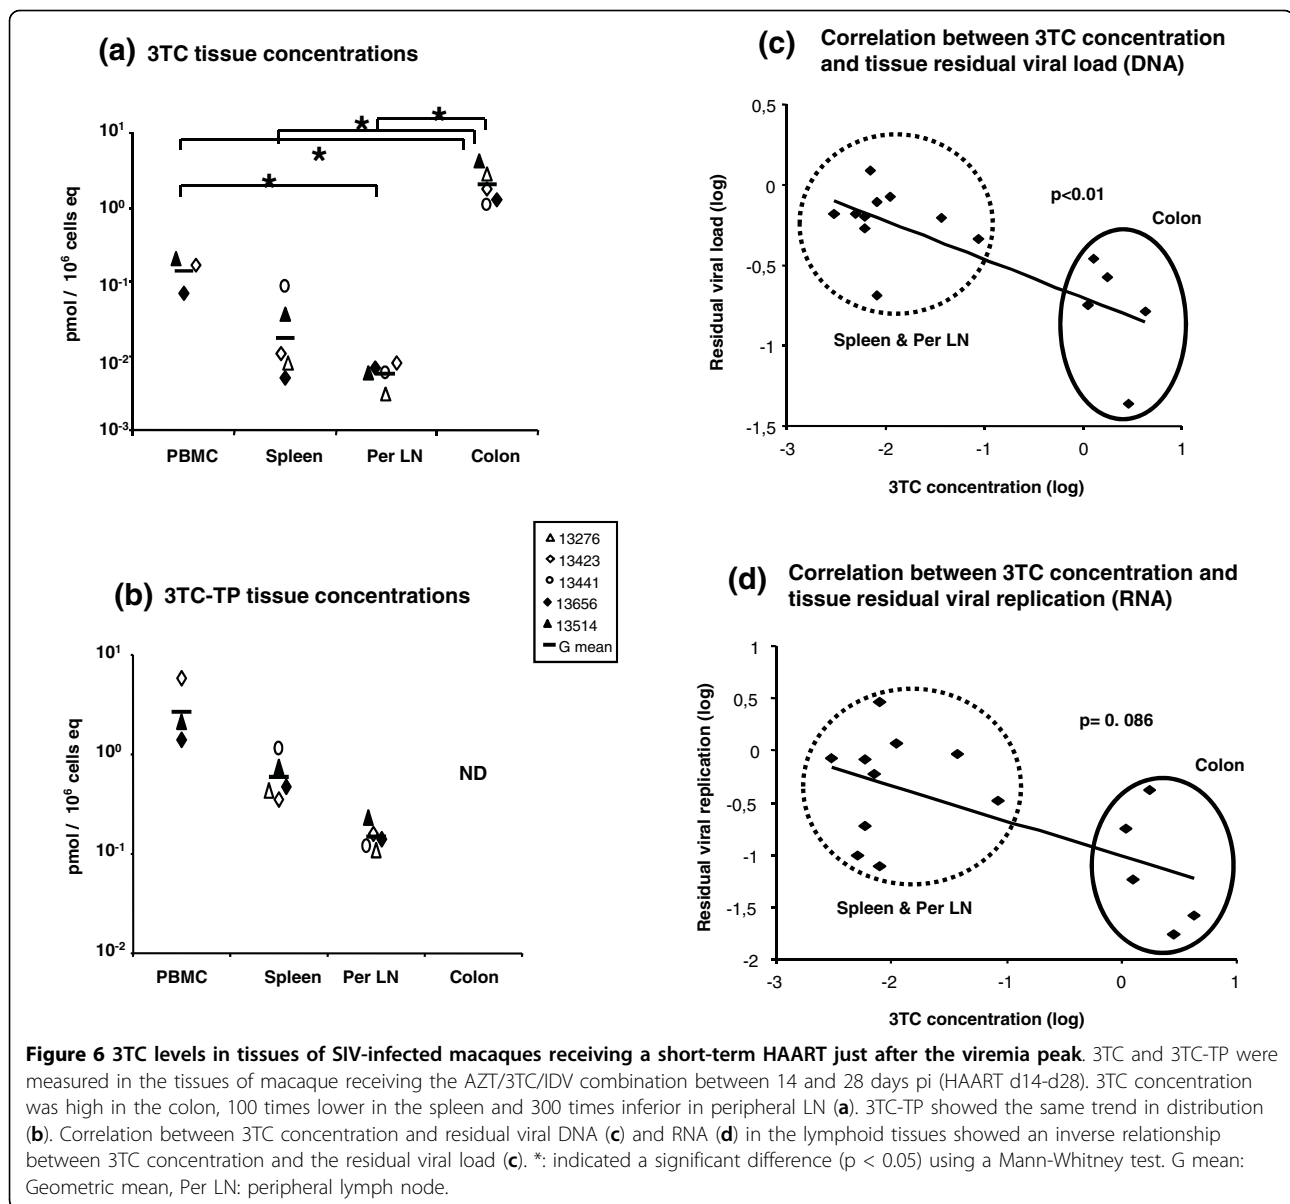 (a) 3TC tissue concentrations
pmol / 10⁶ cells eq
10¹
10⁰
10⁻¹
10⁻²
10⁻³
* * * *
PBMC Spleen Per LN Colon
(c) Correlation between 3TC concentration
and tissue residual viral load (DNA)
Residual viral load (log)
0,5
0
-0,5
-1
-1,5
p<0.01
Colon
Spleen & Per LN
-3 -2 -1 0 1
3TC concentration (log)
13276
13423
13441
13656
13514
G mean
(b) 3TC-TP tissue concentrations
pmol / 10⁶ cells eq
10¹
10⁰
10⁻¹
10⁻²
ND
PBMC Spleen Per LN Colon
(d) Correlation between 3TC concentration and
tissue residual viral replication (RNA)
Residual viral replication (log)
1
0,5
0
-0,5
-1
-1,5
-2
p= 0. 086
Colon
Spleen & Per LN
-3 -2 -1 0 1
3TC concentration (log)
Figure 6 3TC levels in tissues of SIV-infected macaques receiving a short-term HAART just after the viremia peak. 3TC and 3TC-TP were
measured in the tissues of macaque receiving the AZT/3TC/IDV combination between 14 and 28 days pi (HAART d14-d28). 3TC concentration
was high in the colon, 100 times lower in the spleen and 300 times inferior in peripheral LN (a). 3TC-TP showed the same trend in distribution
(b). Correlation between 3TC concentration and residual viral DNA (c) and RNA (d) in the lymphoid tissues showed an inverse relationship
between 3TC concentration and the residual viral load (c). *: indicated a significant difference (p < 0.05) using a Mann-Whitney test. G mean:
Geometric mean, Per LN: peripheral lymph node.